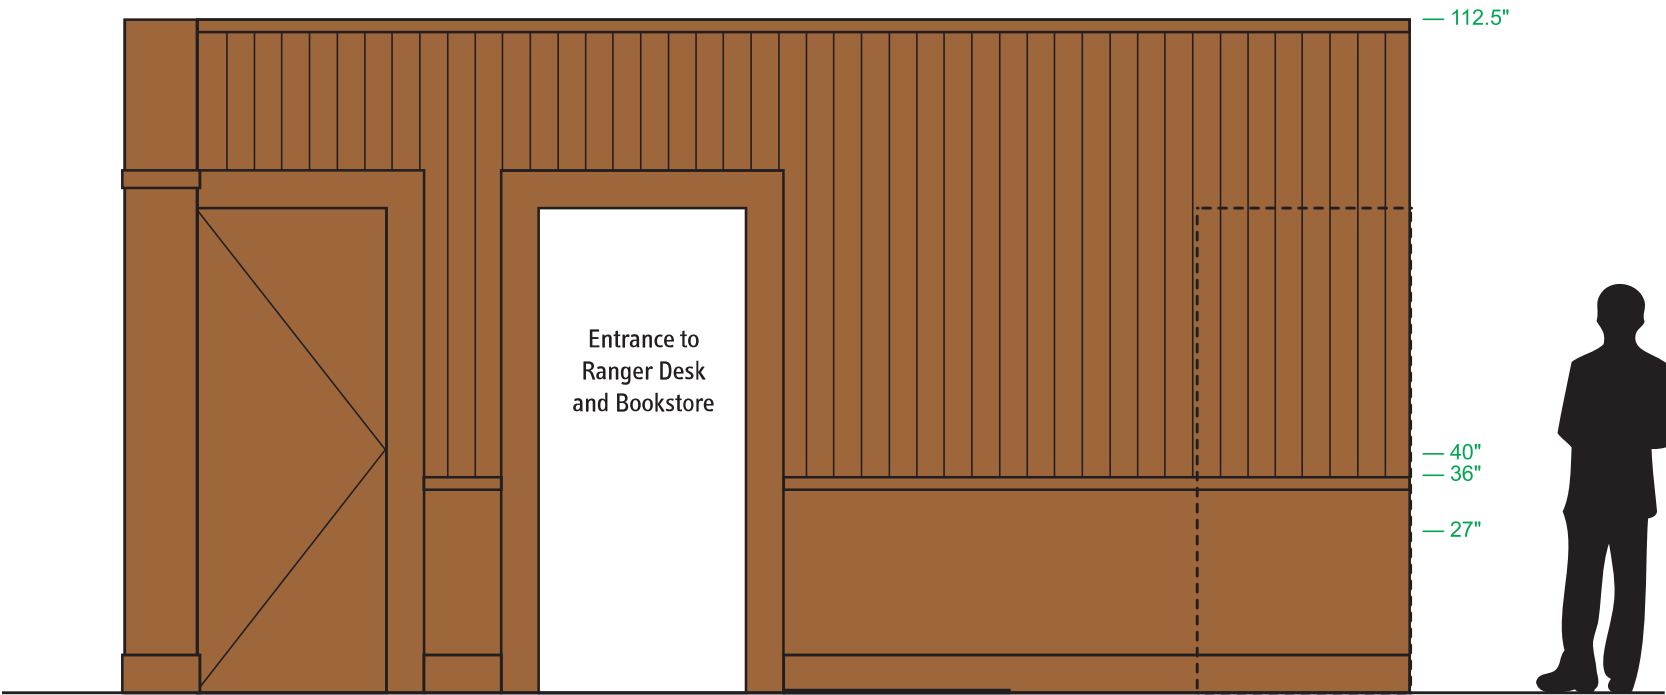 — 112.5"
Entrance to
Ranger Desk
and Bookstore
— 40"
— 36"
— 27"